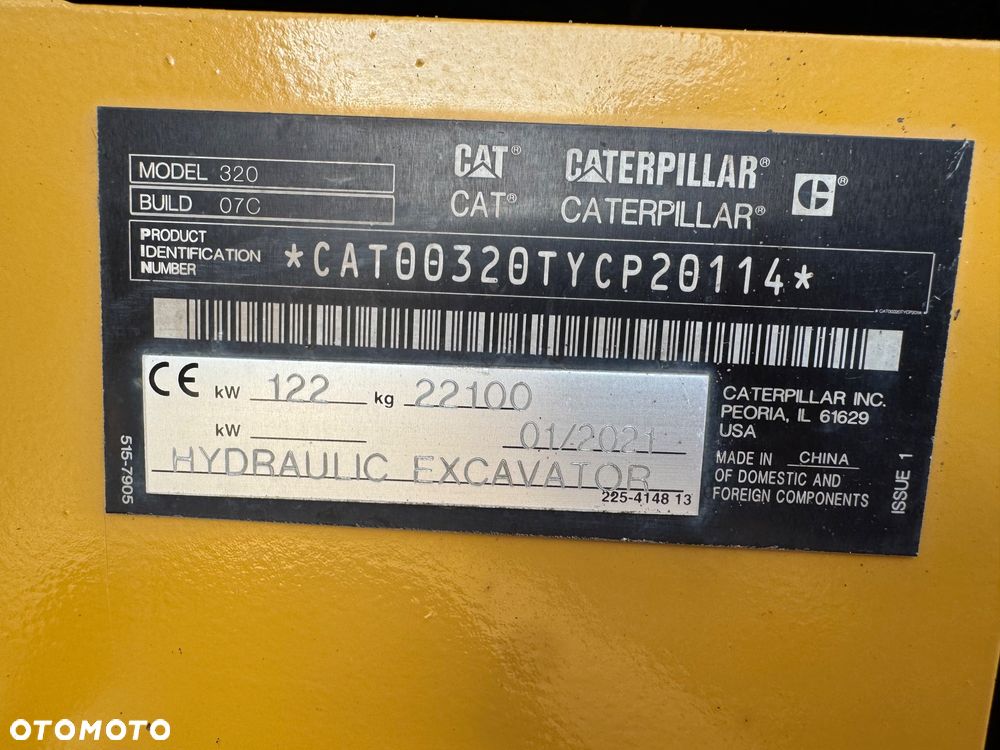 MODEL 320
BUILD 07C
CAT® CATERPILLAR® C®
CAT® CATERPILLAR®
PRODUCT
IDENTIFICATION
NUMBER
*CAT00320TYCP20114*
*CAT00320TYCP20114*
CE kW 122 kg 22100
kW 01/2021
HYDRAULIC EXCAVATOR
225-4148 13
515-7905
CATERPILLAR INC.
PEORIA, IL 61629
USA
MADE IN CHINA
OF DOMESTIC AND
FOREIGN COMPONENTS
ISSUE 1
OTOMOTO